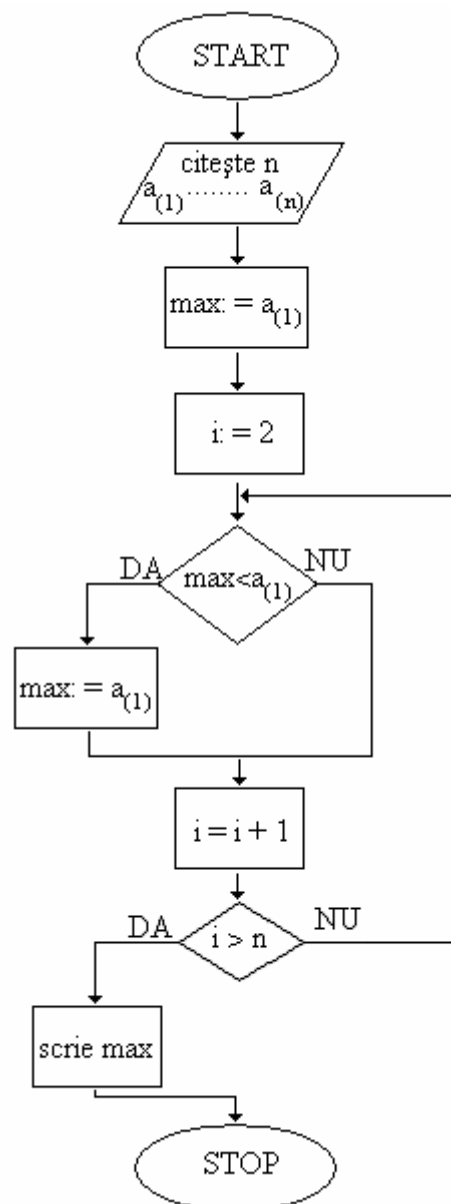 START
citeşte n
a(1)........ a(n)
max: = a(1)
i: = 2
DA
max<a(1)
NU
max: = a(1)
i = i + 1
DA
i > n
NU
scrie max
STOP